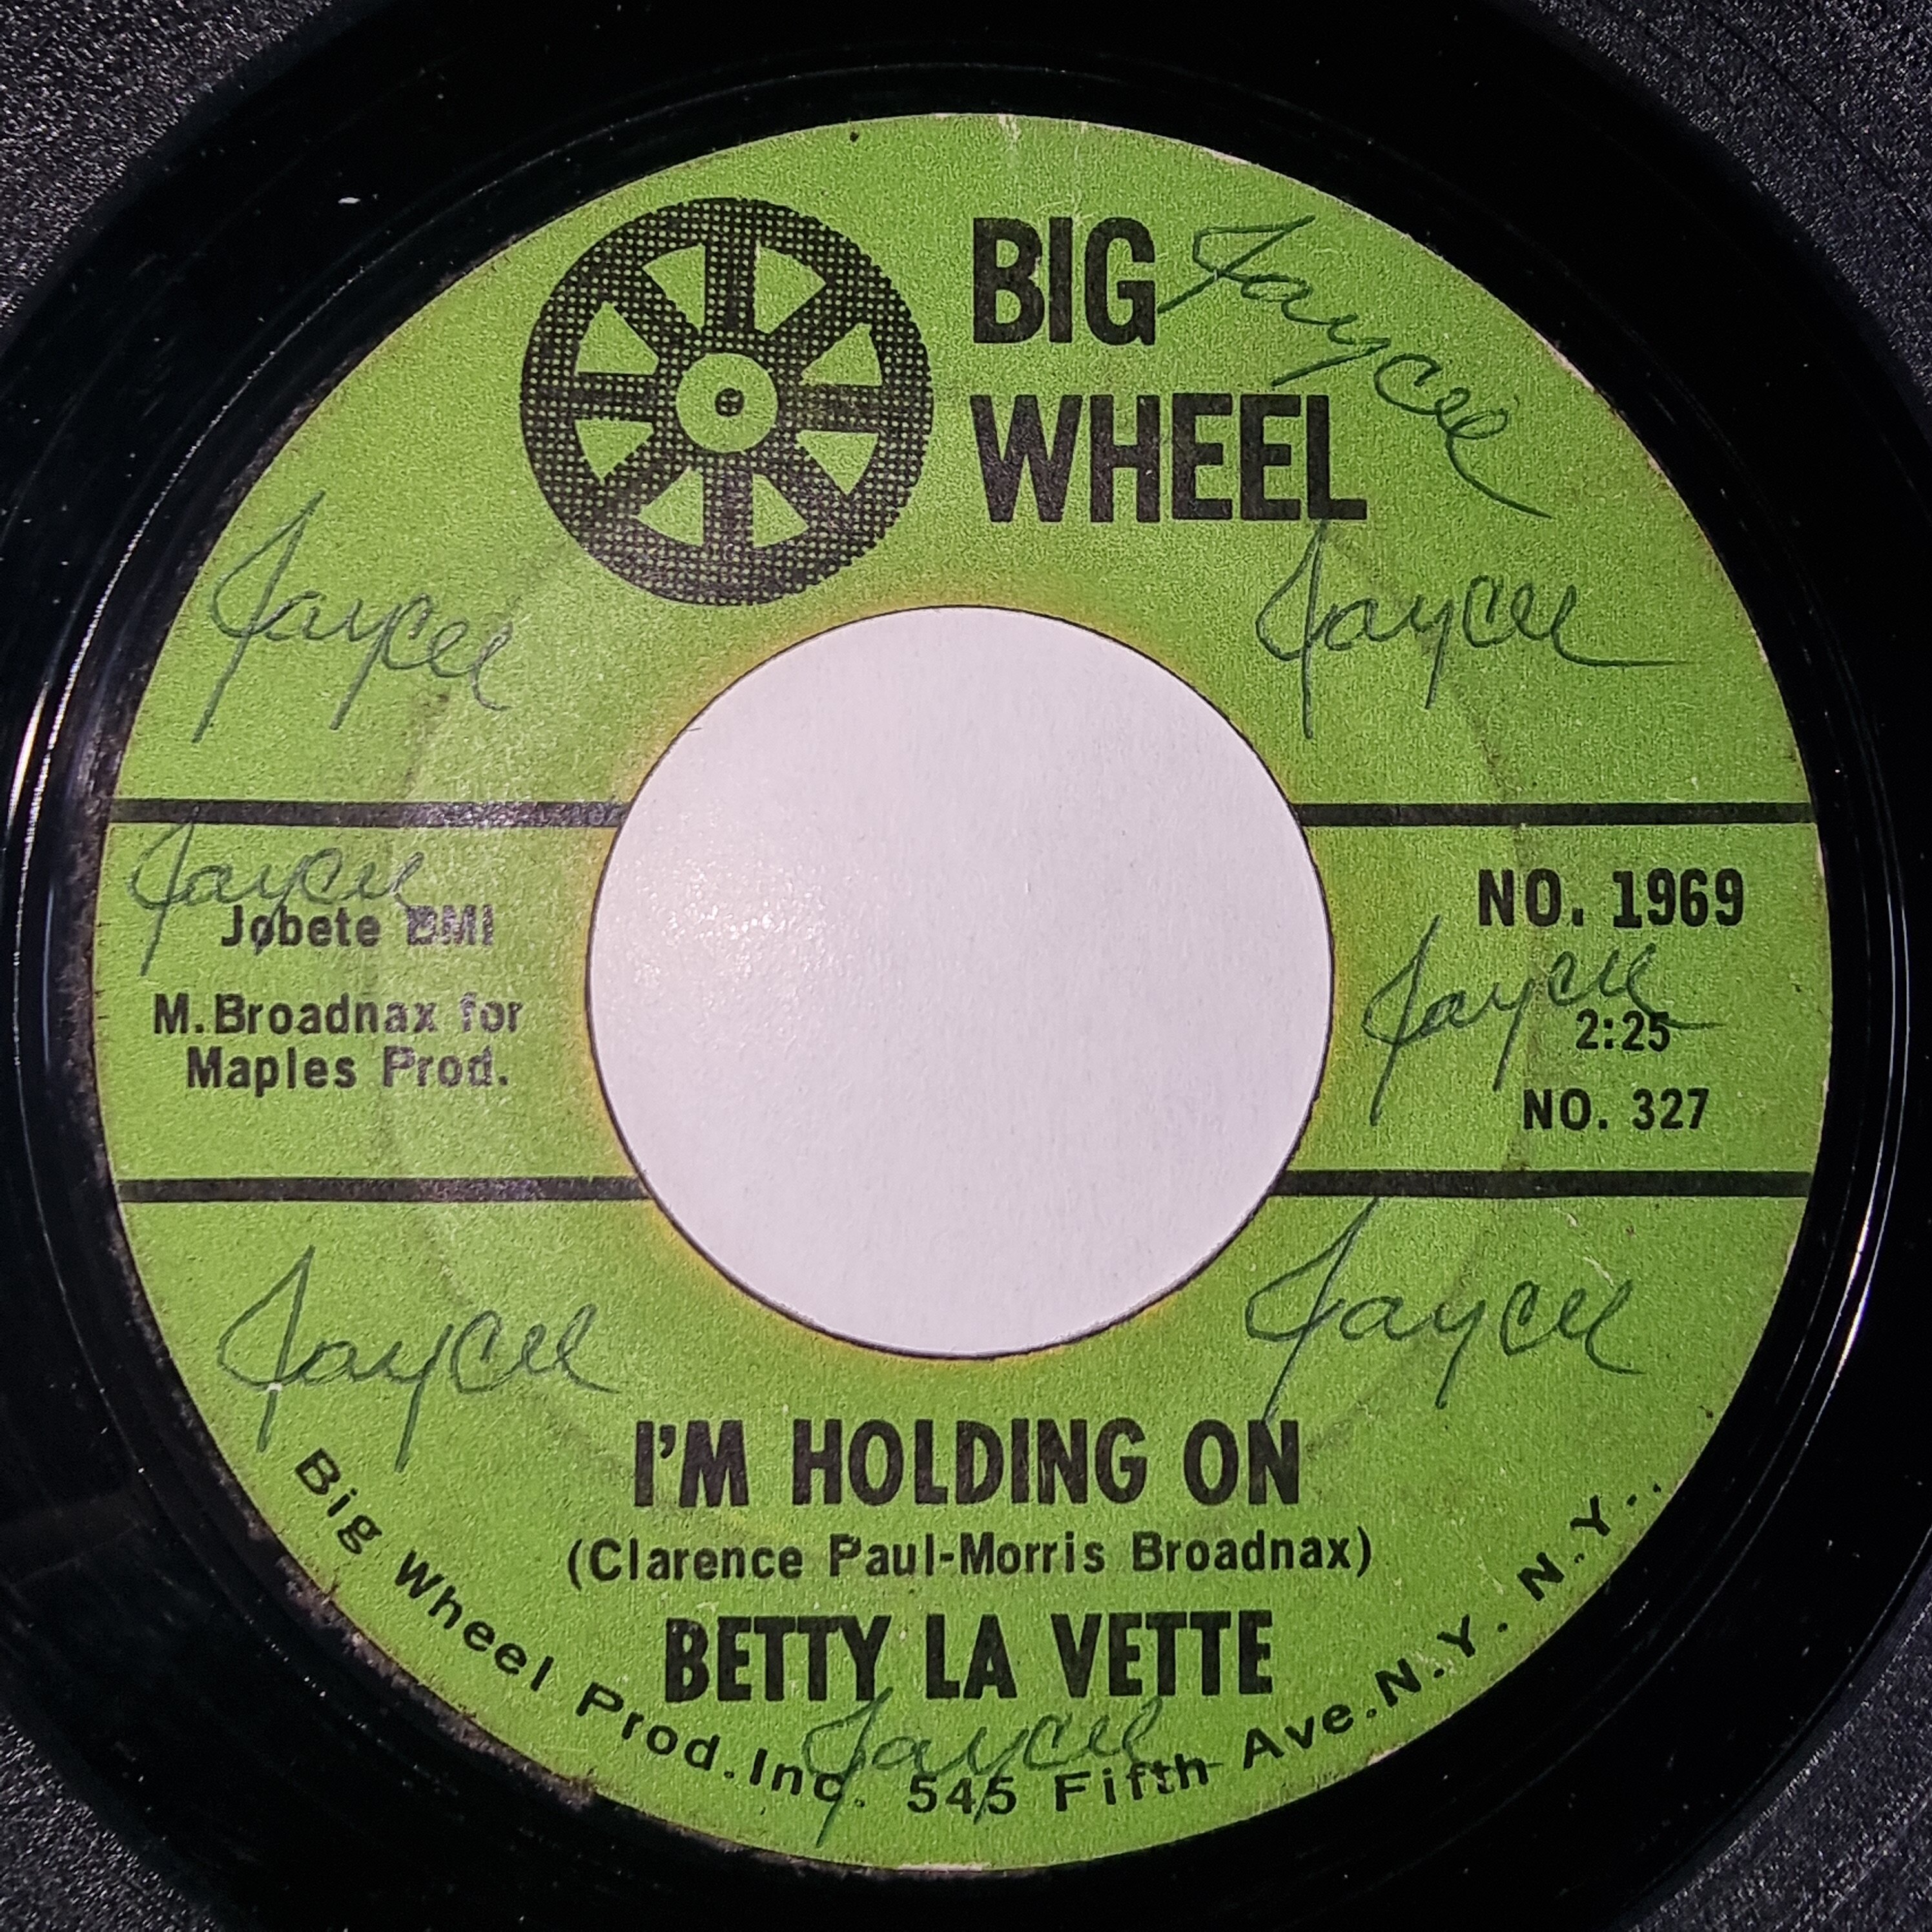 BIG
WHEEL
Jaycee
Jaycee
Jaycee
Jaycee
Jobete BMI
M. Broadnax for
Maples Prod.
NO. 1969
Jaycee
2:25
NO. 327
Jaycee
Jaycee
I'M HOLDING ON
(Clarence Paul-Morris Broadnax)
BETTY LA VETTE
Jaycee
Big Wheel Prod. Inc. 545 Fifth Ave. N.Y. N.Y..